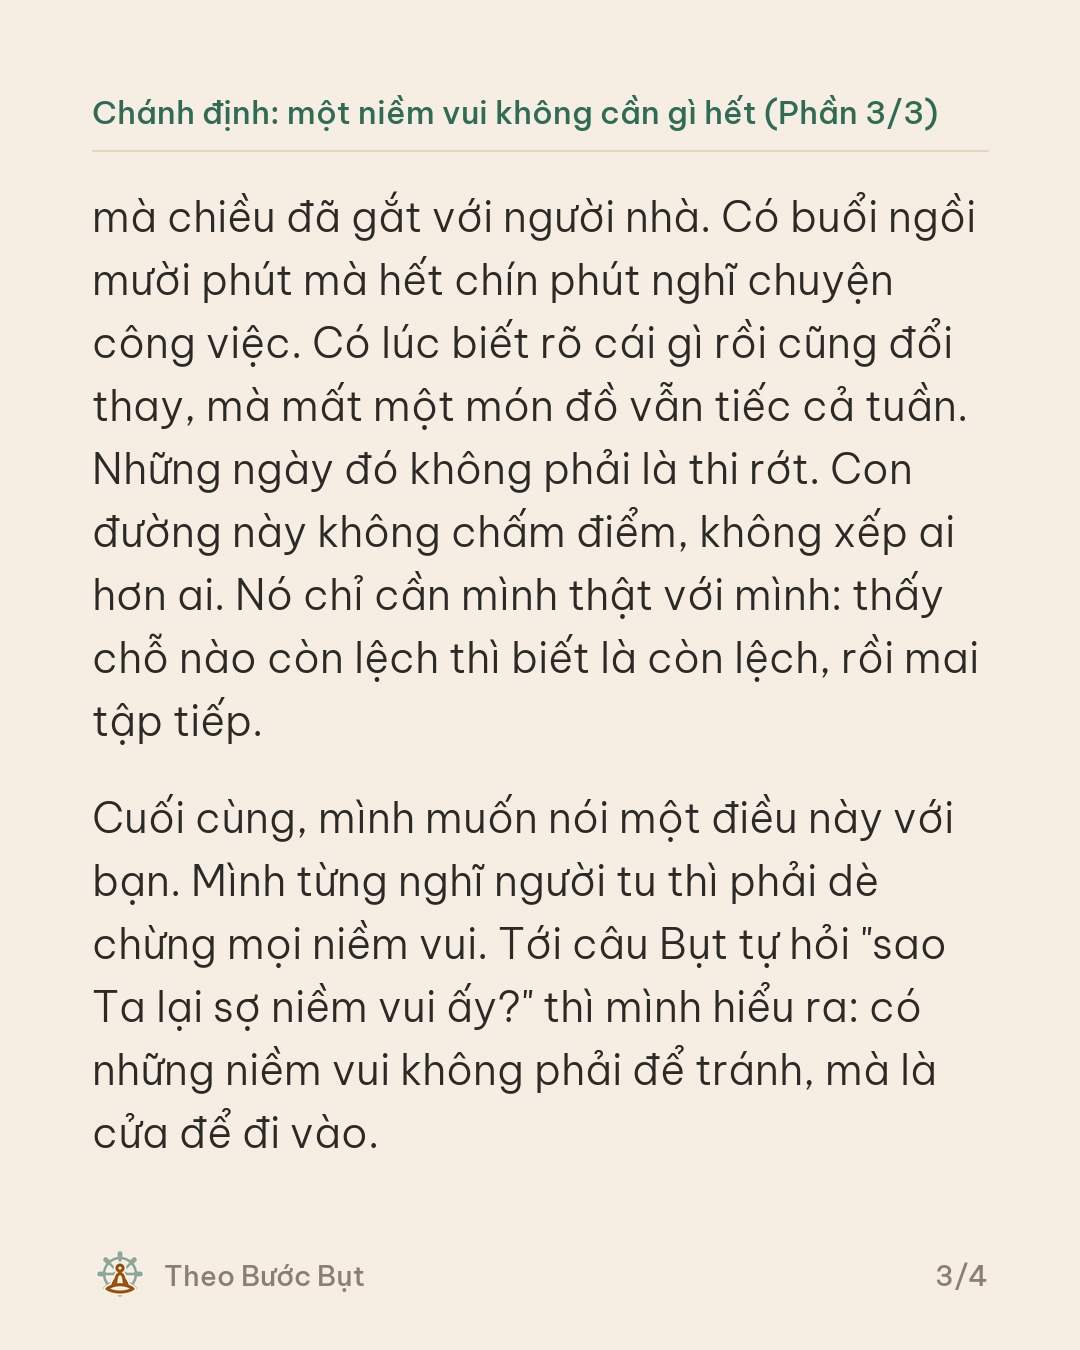 Chánh định: một niềm vui không cần gì hết (Phần 3/3)
mà chiều đã gắt với người nhà. Có buổi ngồi
mười phút mà hết chín phút nghĩ chuyện
công việc. Có lúc biết rõ cái gì rồi cũng đổi
thay, mà mất một món đồ vẫn tiếc cả tuần.
Những ngày đó không phải là thi rớt. Con
đường này không chấm điểm, không xếp ai
hơn ai. Nó chỉ cần mình thật với mình: thấy
chỗ nào còn lệch thì biết là còn lệch, rồi mai
tập tiếp.
Cuối cùng, mình muốn nói một điều này với
bạn. Mình từng nghĩ người tu thì phải dè
chừng mọi niềm vui. Tới câu Bụt tự hỏi "sao
Ta lại sợ niềm vui ấy?" thì mình hiểu ra: có
những niềm vui không phải để tránh, mà là
cửa để đi vào.
Theo Bước Bụt
3/4